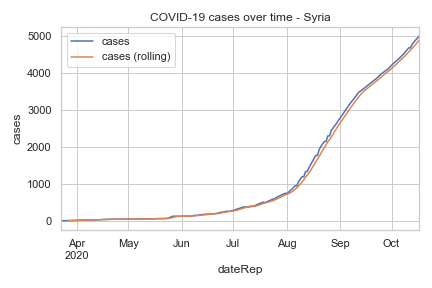 COVID-19 cases over time - Syria
cases
cases (rolling)
5000
4000
3000
2000
1000
0
cases
Apr
2020
May
Jun
Jul
Aug
Sep
Oct
dateRep